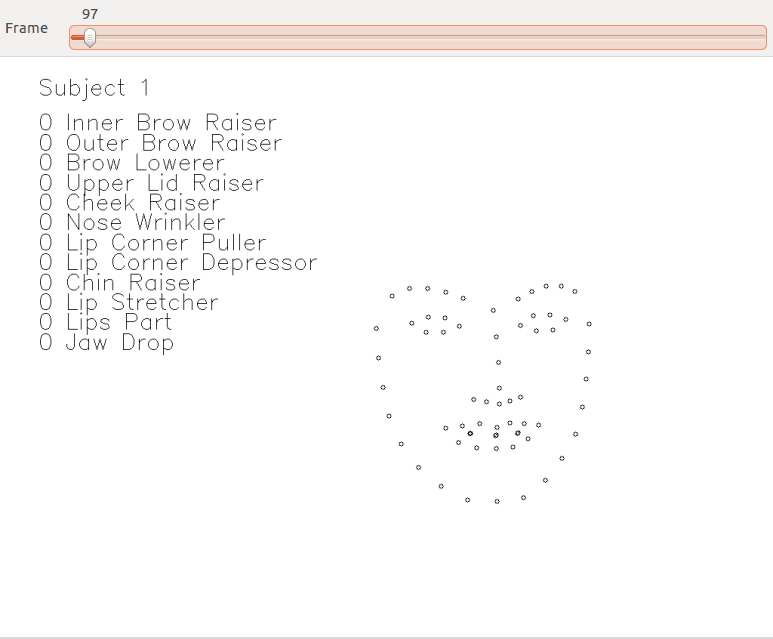 97
Frame
Subject 1
0 Inner Brow Raiser
0 Outer Brow Raiser
0 Brow Lowerer
0 Upper Lid Raiser
0 Cheek Raiser
0 Nose Wrinkler
0 Lip Corner Puller
0 Lip Corner Depressor
0 Chin Raiser
0 Lip Stretcher
0 Lips Part
0 Jaw Drop